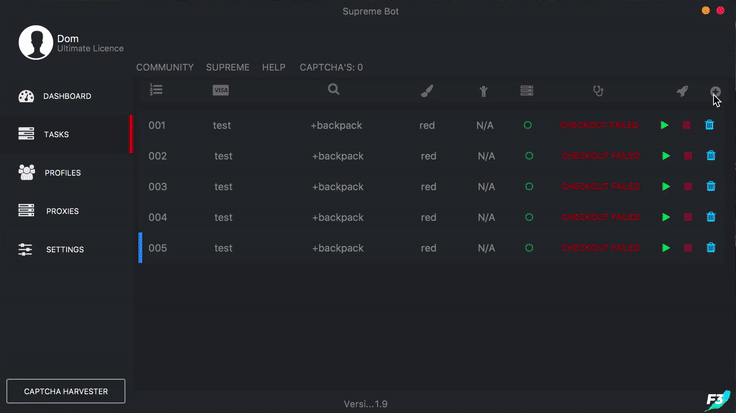 Supreme Bot
Dom
Ultimate Licence
COMMUNITY SUPREME HELP CAPTCHA'S: 0
VISA
DASHBOARD
TASKS
PROFILES
PROXIES
SETTINGS
001 test +backpack red N/A CHECKOUT FAILED
002 test +backpack red N/A CHECKOUT FAILED
003 test +backpack red N/A CHECKOUT FAILED
004 test +backpack red N/A CHECKOUT FAILED
005 test +backpack red N/A CHECKOUT FAILED
CAPTCHA HARVESTER
Versi...1.9
F3